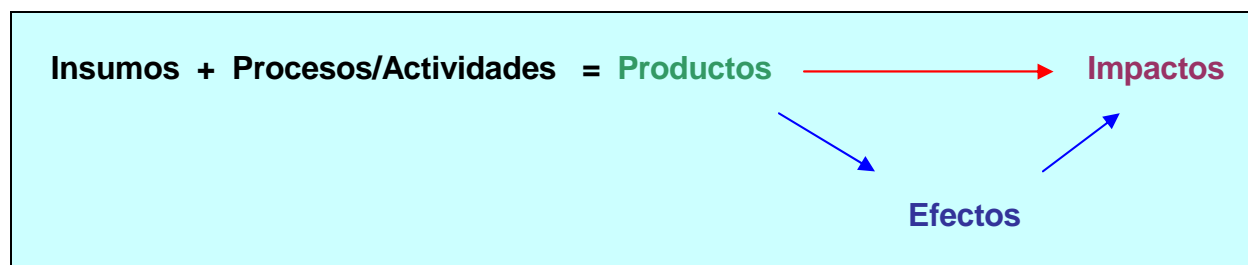 Insumos + Procesos/Actividades = Productos Impactos
Efectos